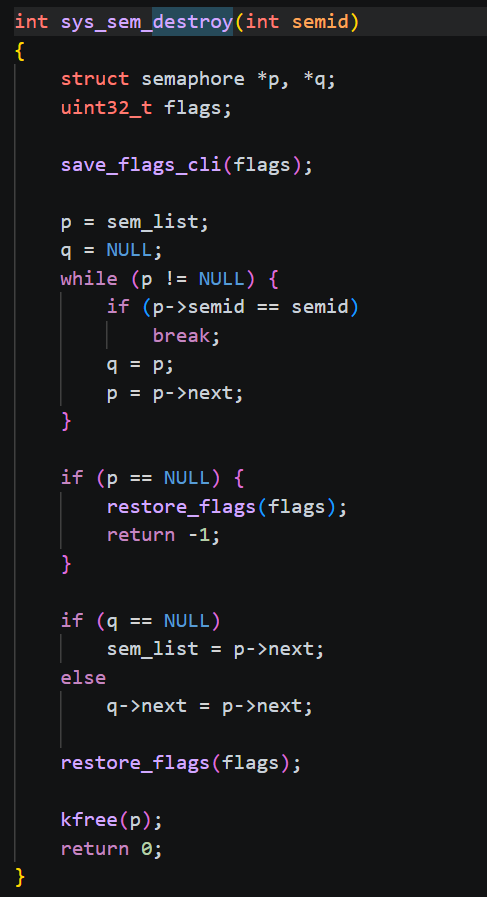 int sys_sem_destroy(int semid)
{
    struct semaphore *p, *q;
    uint32_t flags;

    save_flags_cli(flags);

    p = sem_list;
    q = NULL;
    while (p != NULL) {
        if (p->semid == semid)
            break;
        q = p;
        p = p->next;
    }

    if (p == NULL) {
        restore_flags(flags);
        return -1;
    }

    if (q == NULL)
        sem_list = p->next;
    else
        q->next = p->next;

    restore_flags(flags);

    kfree(p);
    return 0;
}